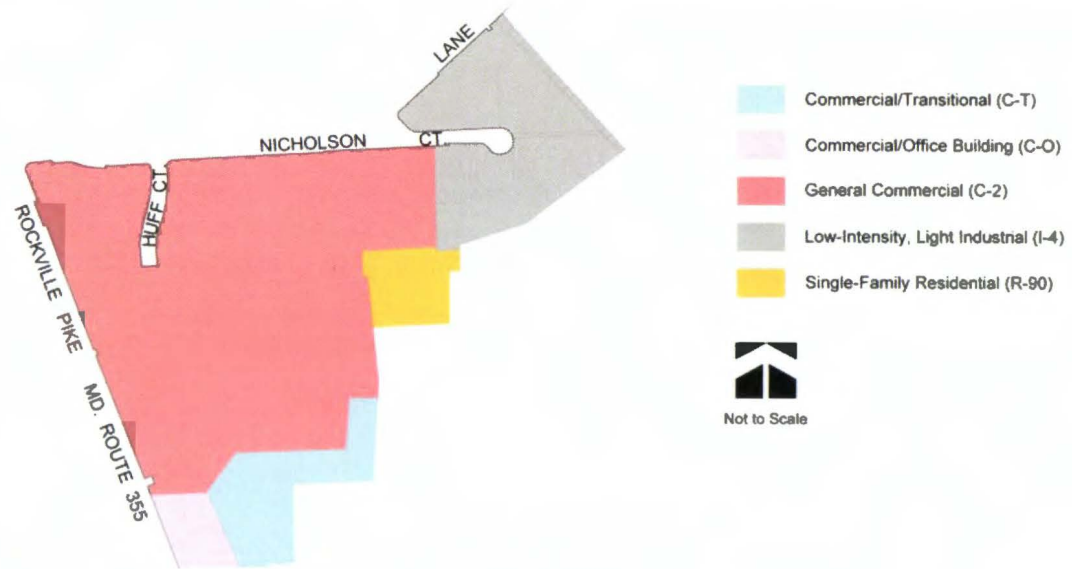 LANE
NICHOLSON CT.
HUFF CT.
ROCKVILLE PIKE MD. ROUTE 355
Commercial/Transitional (C-T)
Commercial/Office Building (C-O)
General Commercial (C-2)
Low-Intensity, Light Industrial (I-4)
Single-Family Residential (R-90)
Not to Scale